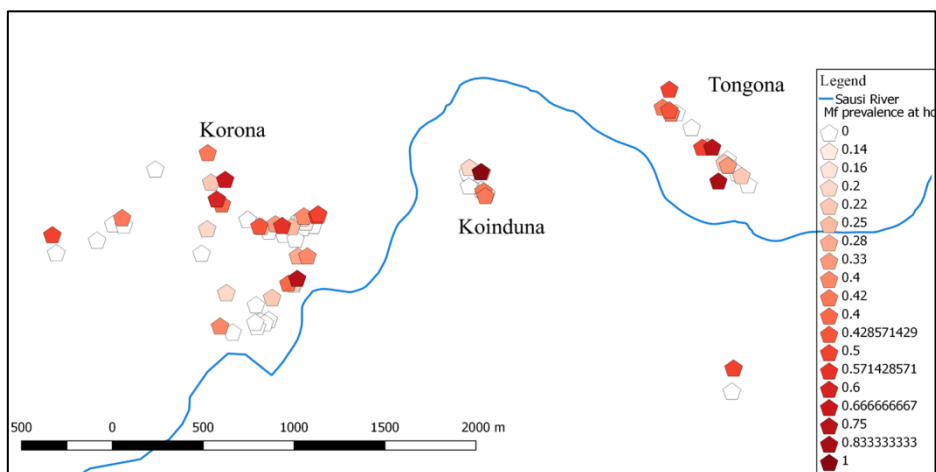 Tongona
Korona
Koinduna
Legend
Sausi River
Mf prevalence at ho
0
0.14
0.16
0.2
0.22
0.25
0.28
0.33
0.4
0.42
0.4
0.428571429
0.5
0.571428571
0.6
0.666666667
0.75
0.833333333
1
500 0 500 1000 1500 2000 m